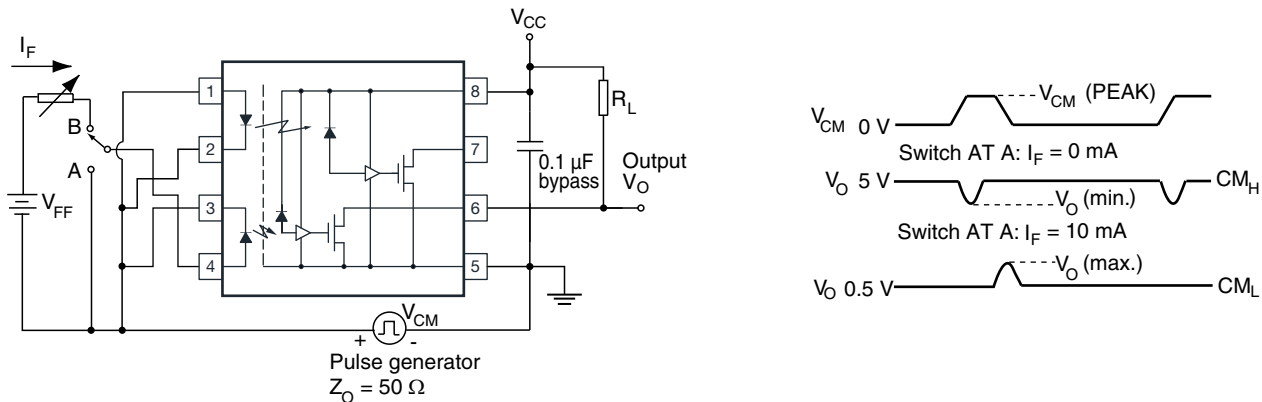 I_F
B
A
V_FF
1
2
3
4
8
7
6
5
V_CC
R_L
0.1 µF
bypass
Output
V_O
V_CM
+ -
Pulse generator
Z_O = 50 Ω
V_CM 0 V
V_CM (PEAK)
Switch AT A: I_F = 0 mA
V_O 5 V
CM_H
V_O (min.)
Switch AT A: I_F = 10 mA
V_O (max.)
V_O 0.5 V
CM_L